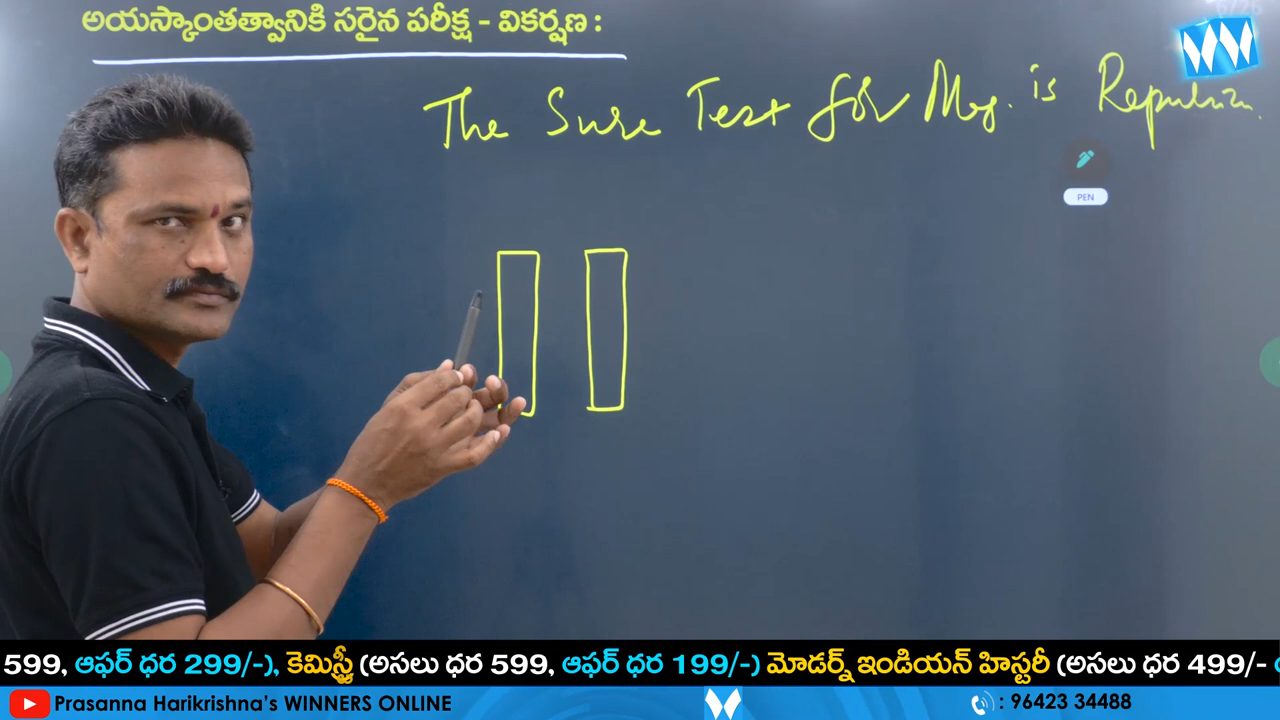 అయస్కాంతత్వానికి సరైన పరీక్ష - వికర్షణ :
The Sure Test for Mag. is Repulsion.
PEN
599, ఆఫర్ ధర 299/-), కెమిస్ట్రీ (అసలు ధర 599, ఆఫర్ ధర 199/-) మోడర్న్ ఇండియన్ హిస్టరీ (అసలు ధర 499/-
Prasanna Harikrishna's WINNERS ONLINE
: 96423 34488